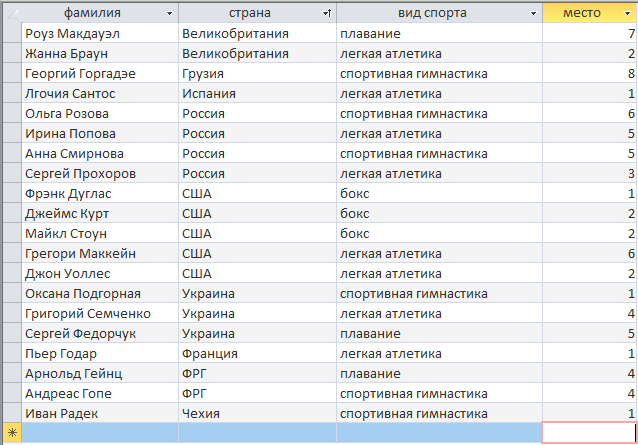 фамилия страна вид спорта место
Роуз Макдауэл Великобритания плавание 7
Жанна Браун Великобритания легкая атлетика 2
Георгий Горгадэе Грузия спортивная гимнастика 8
Лгочия Сантос Испания легкая атлетика 1
Ольга Розова Россия спортивная гимнастика 6
Ирина Попова Россия легкая атлетика 5
Анна Смирнова Россия спортивная гимнастика 5
Сергей Прохоров Россия легкая атлетика 3
Фрэнк Дуглас США бокс 1
Джеймс Курт США бокс 2
Майкл Стоун США бокс 2
Грегори Маккейн США легкая атлетика 6
Джон Уоллес США легкая атлетика 2
Оксана Подгорная Украина спортивная гимнастика 1
Григорий Семченко Украина легкая атлетика 4
Сергей Федорчук Украина плавание 5
Пьер Годар Франция легкая атлетика 1
Арнольд Гейнц ФРГ плавание 4
Андреас Гопе ФРГ спортивная гимнастика 4
Иван Радек Чехия спортивная гимнастика 1